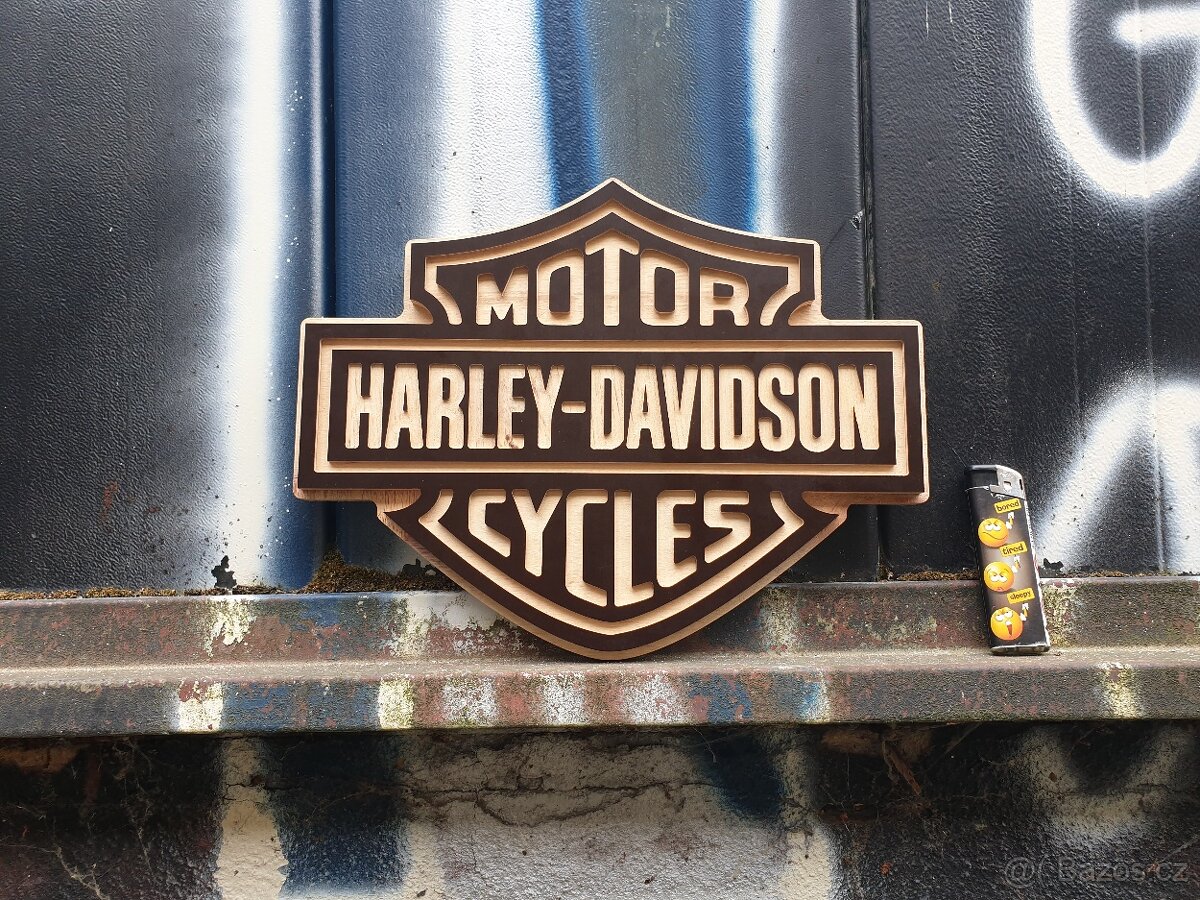 MOTOR
HARLEY-DAVIDSON
CYCLES
bored
tired
sleepy
@( Bazos.cz